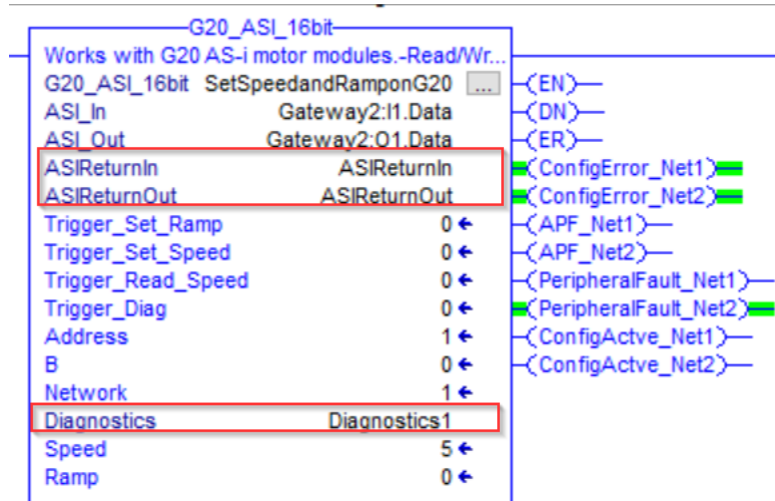 G20_ASI_16bit
Works with G20 AS-i motor modules.-Read/Wr...
G20_ASI_16bit SetSpeedandRamponG20 ... (EN)
ASI_In Gateway2:I1.Data (DN)
ASI_Out Gateway2:O1.Data (ER)
ASIReturnIn ASIReturnIn (ConfigError_Net1)
ASIReturnOut ASIReturnOut (ConfigError_Net2)
Trigger_Set_Ramp 0 (APF_Net1)
Trigger_Set_Speed 0 (APF_Net2)
Trigger_Read_Speed 0 (PeripheralFault_Net1)
Trigger_Diag 0 (PeripheralFault_Net2)
Address 1 (ConfigActve_Net1)
B 0 (ConfigActve_Net2)
Network 1
Diagnostics Diagnostics1
Speed 5
Ramp 0